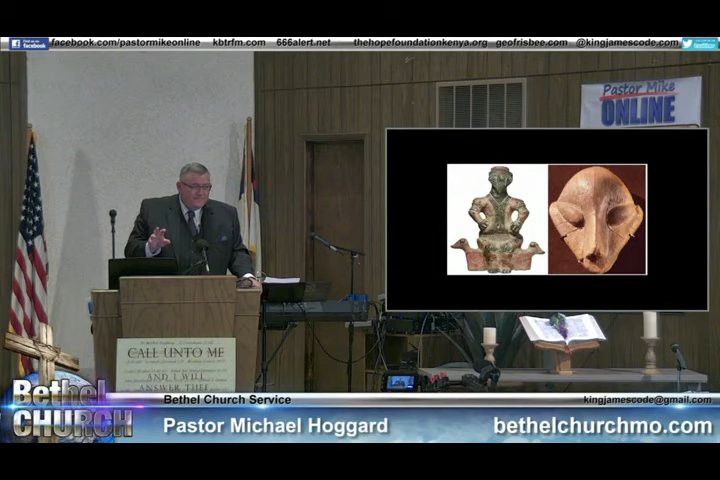 facebook.com/pastormikeonline kbtrfm.com 666alert.net thehopefoundationkenya.org geofrisbee.com @kingjamescode.com
Pastor Mike
ONLINE
CALL UNTO ME
AND I WILL
ANSWER THEE
Bethel
CHURCH
Bethel Church Service kingjamescode@gmail.com
Pastor Michael Hoggard bethelchurchmo.com